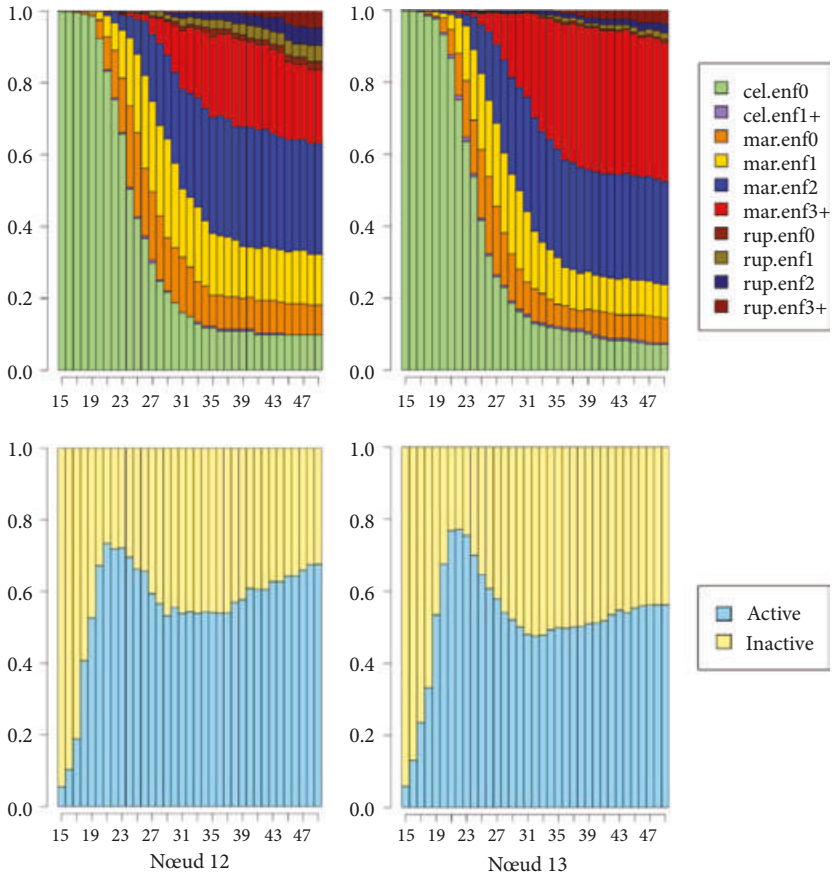 1.0
0.8
0.6
0.4
0.2
0.0
15 19 23 27 31 35 39 43 47
1.0
0.8
0.6
0.4
0.2
0.0
15 19 23 27 31 35 39 43 47
cel.enf0
cel.enf1+
mar.enf0
mar.enf1
mar.enf2
mar.enf3+
rup.enf0
rup.enf1
rup.enf2
rup.enf3+
1.0
0.8
0.6
0.4
0.2
0.0
15 19 23 27 31 35 39 43 47
Nœud 12
1.0
0.8
0.6
0.4
0.2
0.0
15 19 23 27 31 35 39 43 47
Nœud 13
Active
Inactive